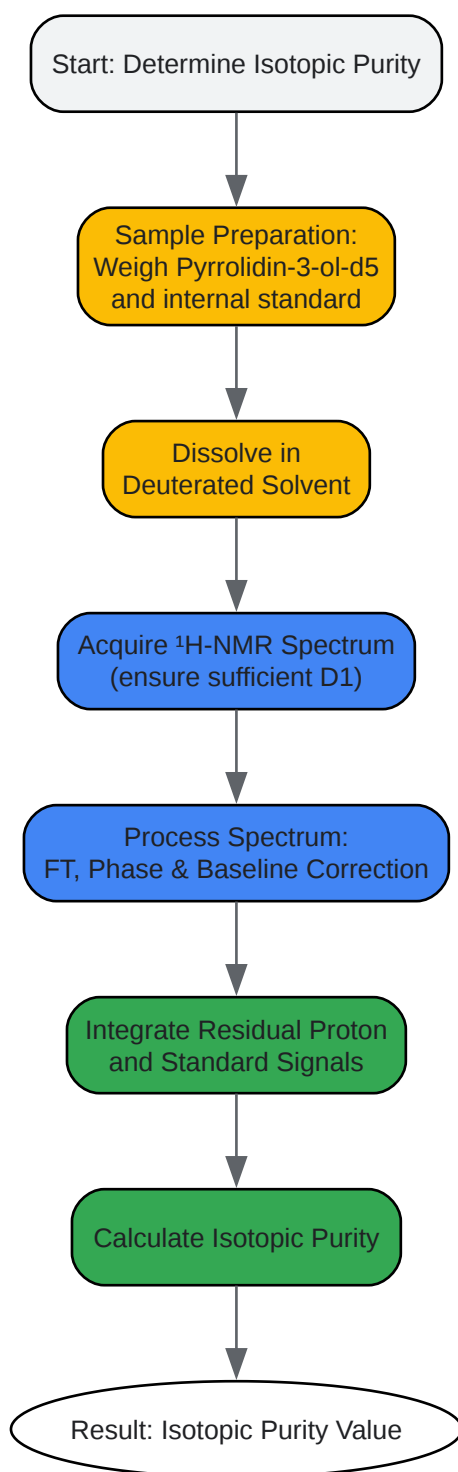 Start: Determine Isotopic Purity
Sample Preparation:
Weigh Pyrrolidin-3-ol-d5
and internal standard
Dissolve in
Deuterated Solvent
Acquire ¹H-NMR Spectrum
(ensure sufficient D1)
Process Spectrum:
FT, Phase & Baseline Correction
Integrate Residual Proton
and Standard Signals
Calculate Isotopic Purity
Result: Isotopic Purity Value